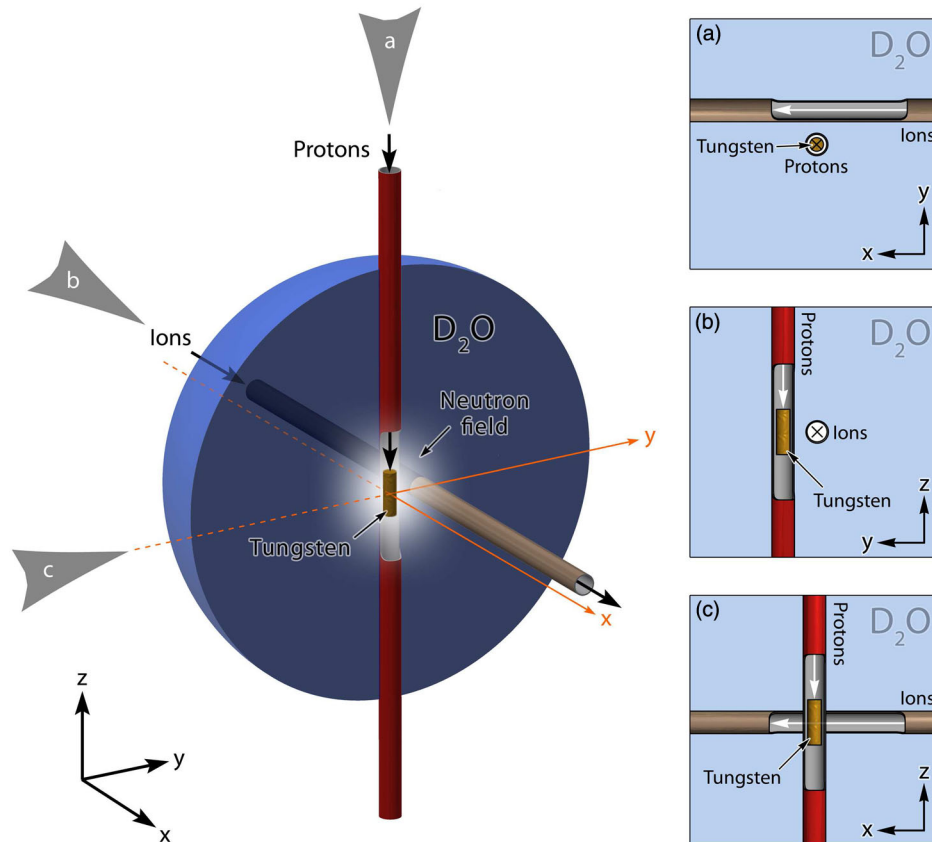 a
Protons
b
Ions
D₂O
Neutron
field
Tungsten
c
y
x
z
y
x
(a)
D₂O
Tungsten
Protons
Ions
y
x
(b)
D₂O
Protons
Ions
Tungsten
z
y
(c)
D₂O
Protons
Ions
Tungsten
z
x